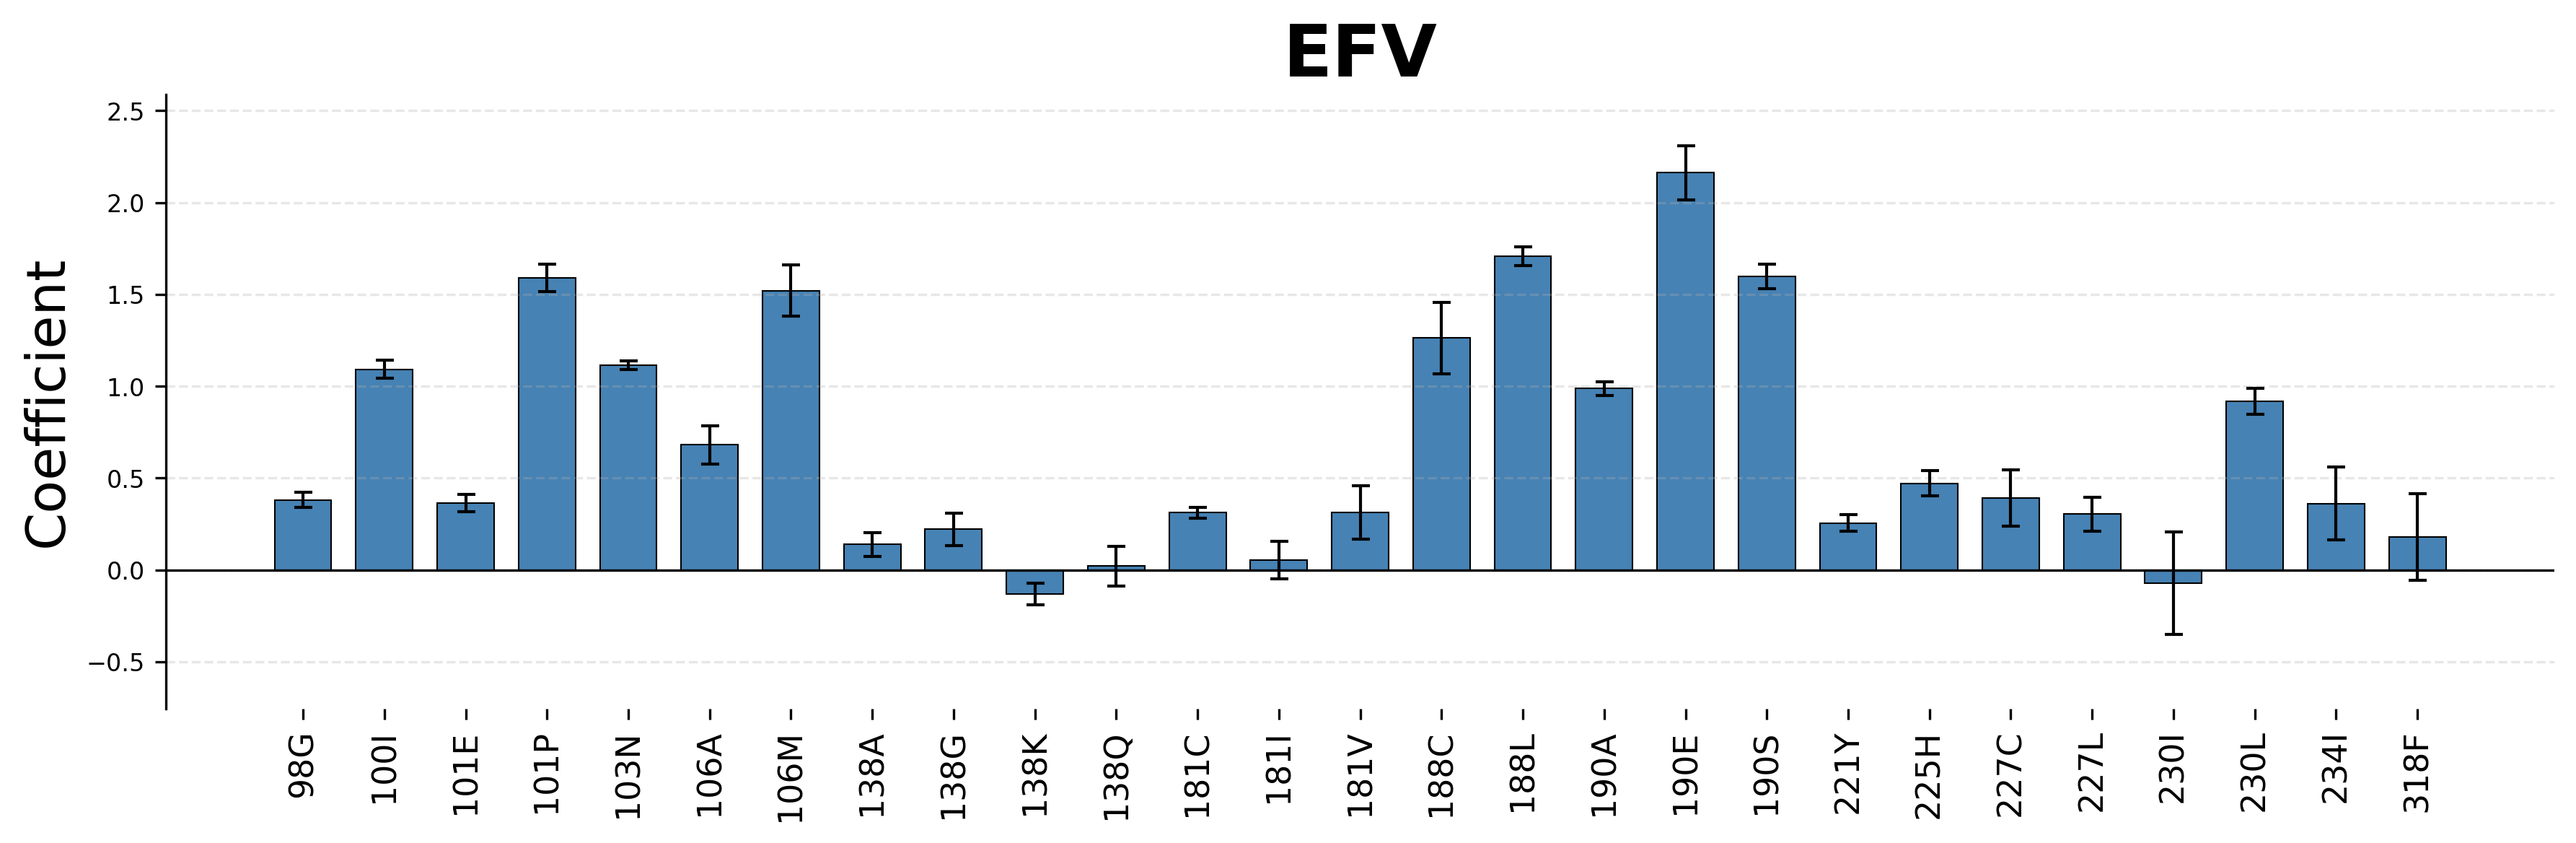 EFV
Coefficient
2.5
2.0
1.5
1.0
0.5
0.0
−0.5
98G
100I
101E
101P
103N
106A
106M
138A
138G
138K
138Q
181C
181I
181V
188C
188L
190A
190E
190S
221Y
225H
227C
227L
230I
230L
234I
318F